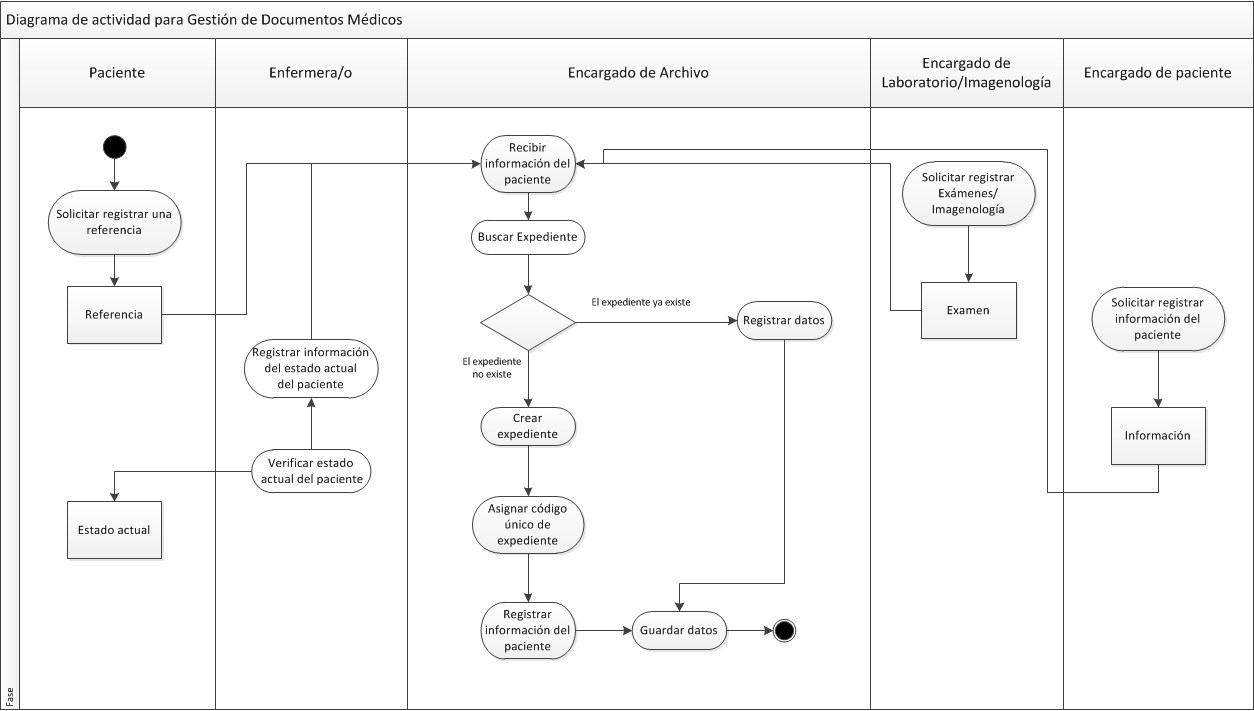 Diagrama de actividad para Gestión de Documentos Médicos
Paciente
Enfermera/o
Encargado de Archivo
Encargado de
Laboratorio/Imagenología
Encargado de paciente
Solicitar registrar una
referencia
Referencia
Estado actual
Registrar información
del estado actual
del paciente
Verificar estado
actual del paciente
Recibir
información del
paciente
Buscar Expediente
El expediente ya existe
Registrar datos
El expediente
no existe
Crear
expediente
Asignar código
único de
expediente
Registrar
información del
paciente
Guardar datos
Solicitar registrar
Exámenes/
Imagenología
Examen
Solicitar registrar
información del
paciente
Información
Fase